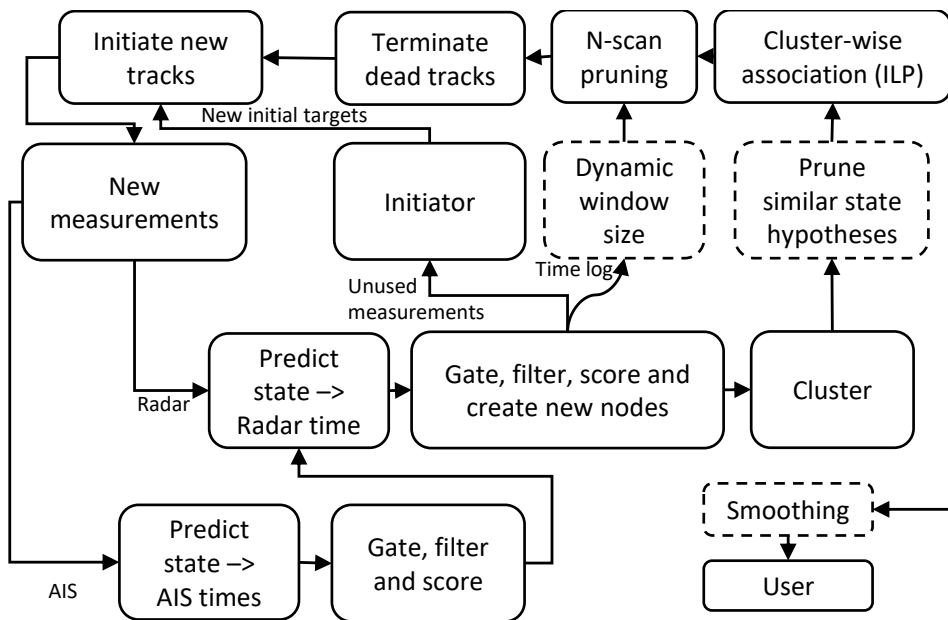 Initiate new
tracks
Terminate
dead tracks
N-scan
pruning
Cluster-wise
association (ILP)
New initial targets
New
measurements
Initiator
Dynamic
window
size
Prune
similar state
hypotheses
Time log
Unused
measurements
Radar
Predict
state –>
Radar time
Gate, filter, score and
create new nodes
Cluster
AIS
Predict
state –>
AIS times
Gate, filter
and score
Smoothing
User